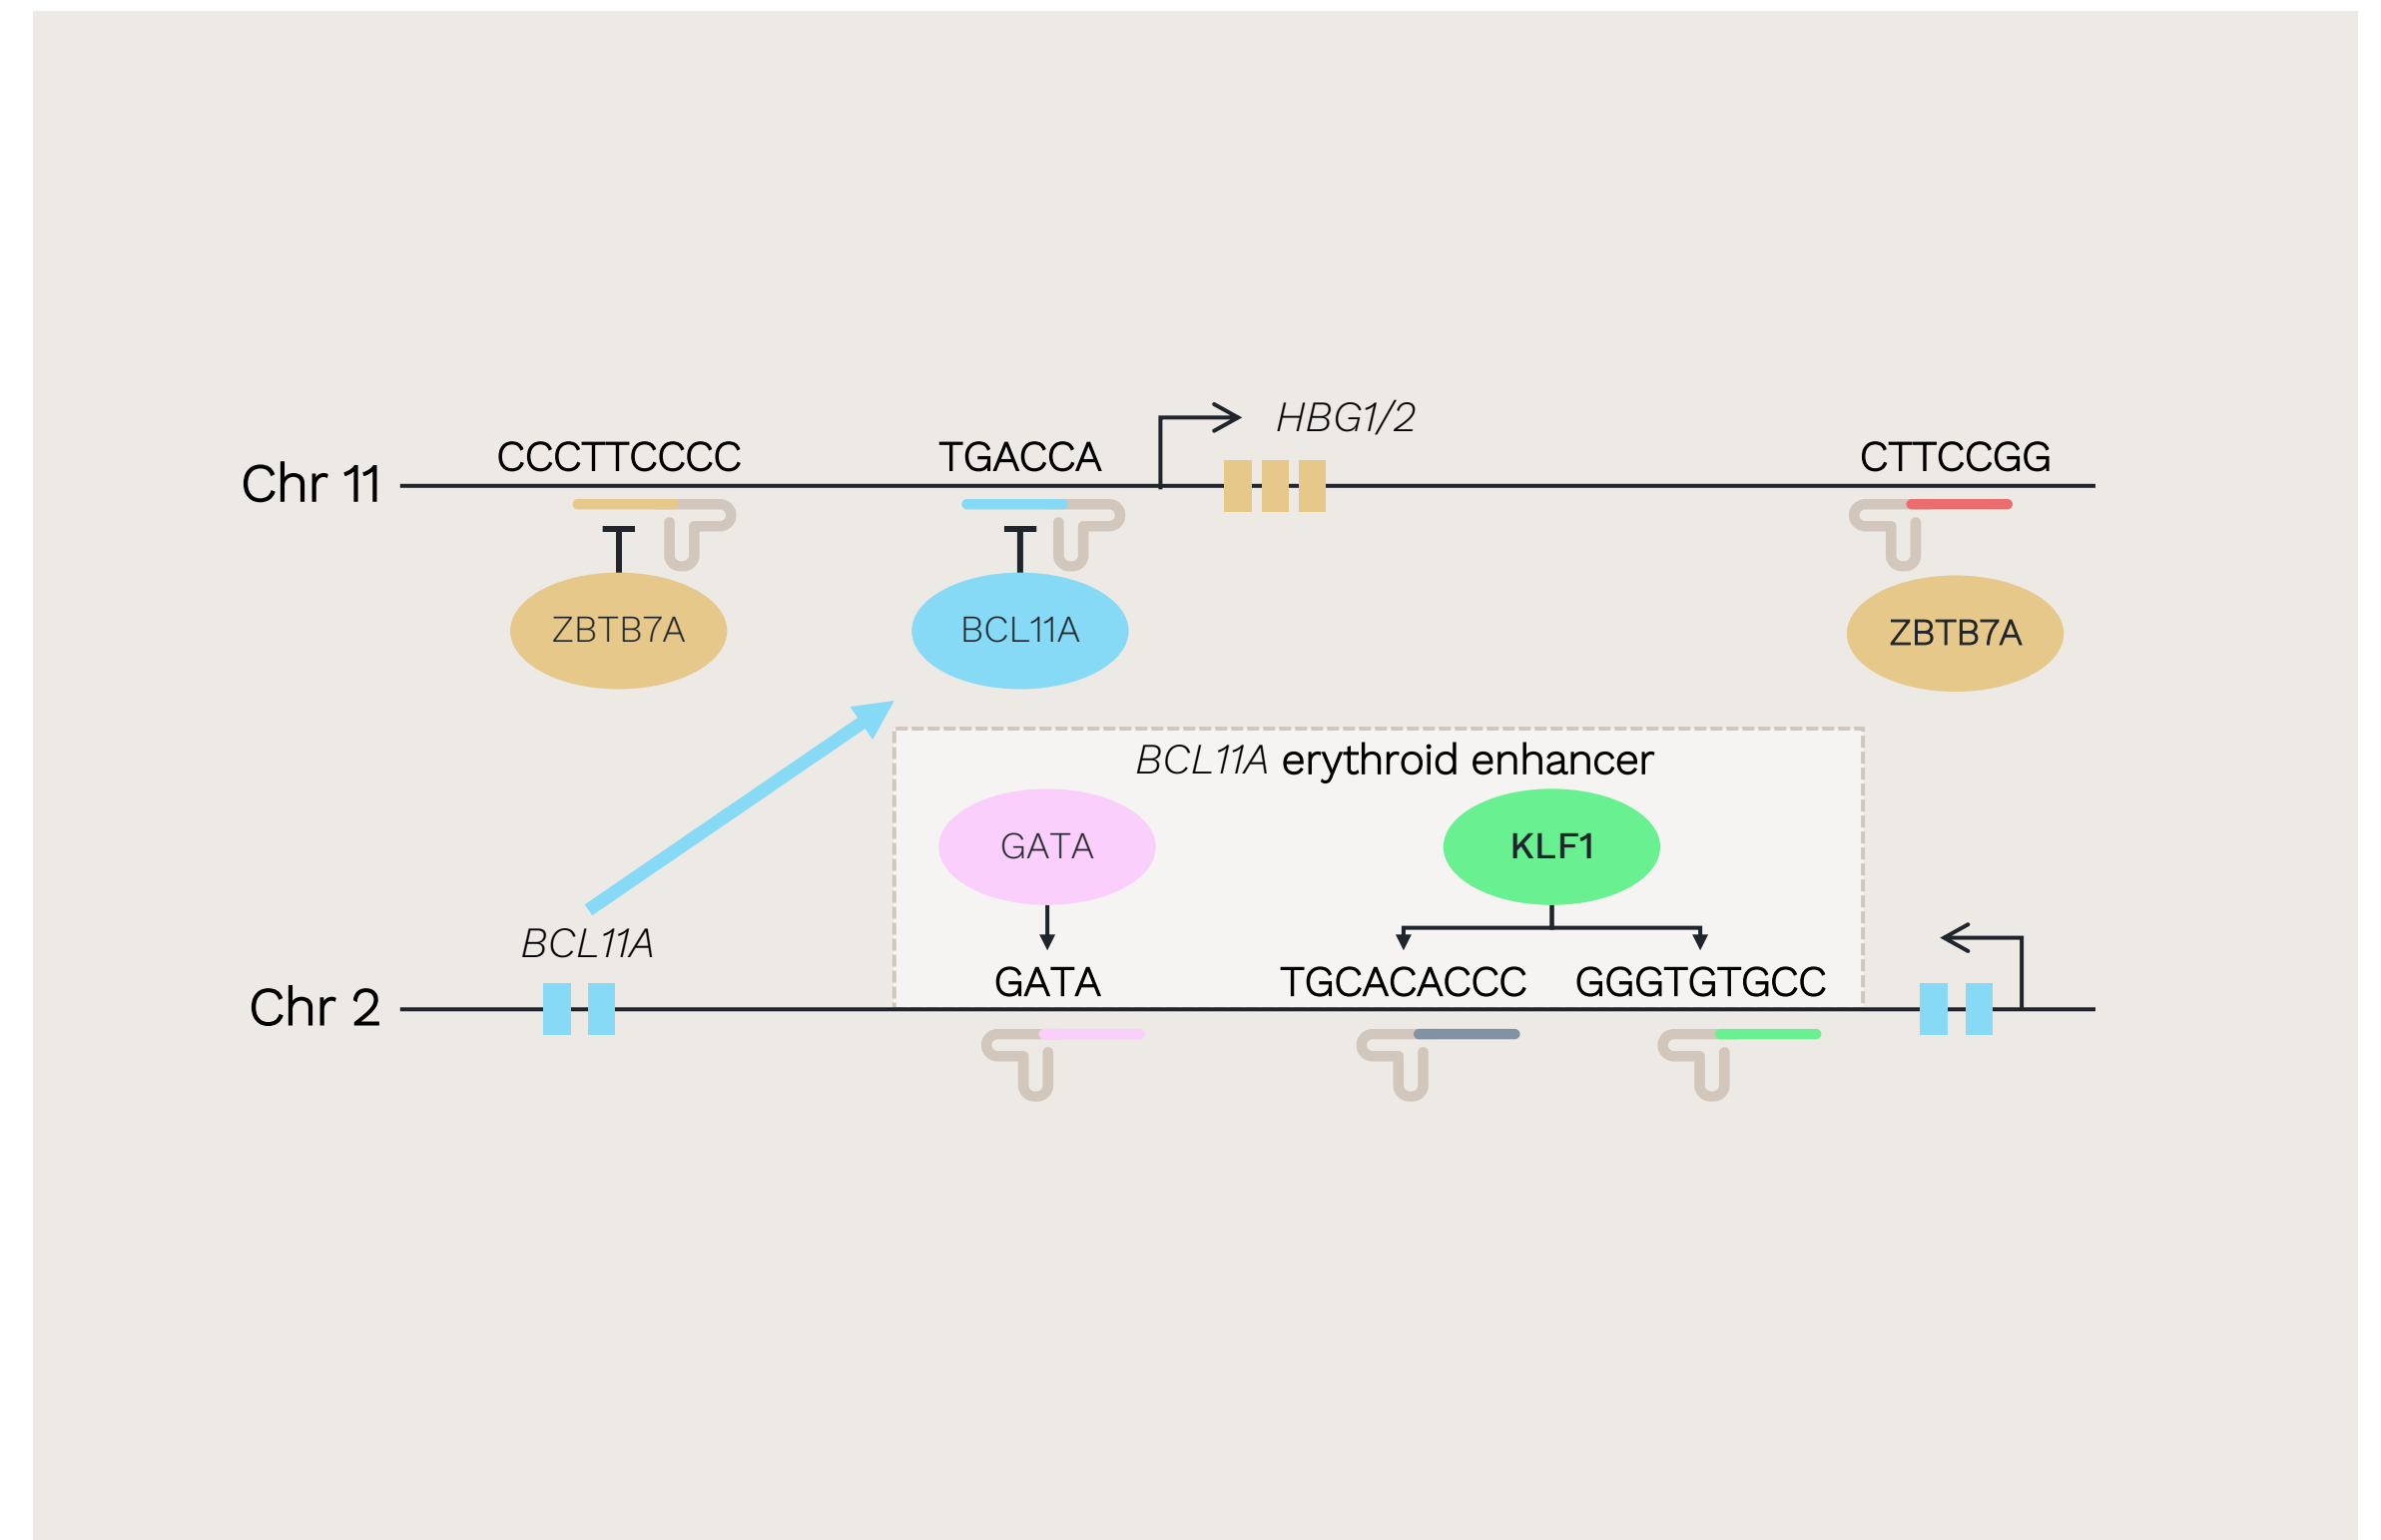 HBG1/2
Chr 11
CCCTTCCCC
TGACCA
CTTCCGG
ZBTB7A
BCL11A
ZBTB7A
BCL11A erythroid enhancer
GATA
KLF1
BCL11A
Chr 2
GATA
TGCACACCC
GGGTGTGCC